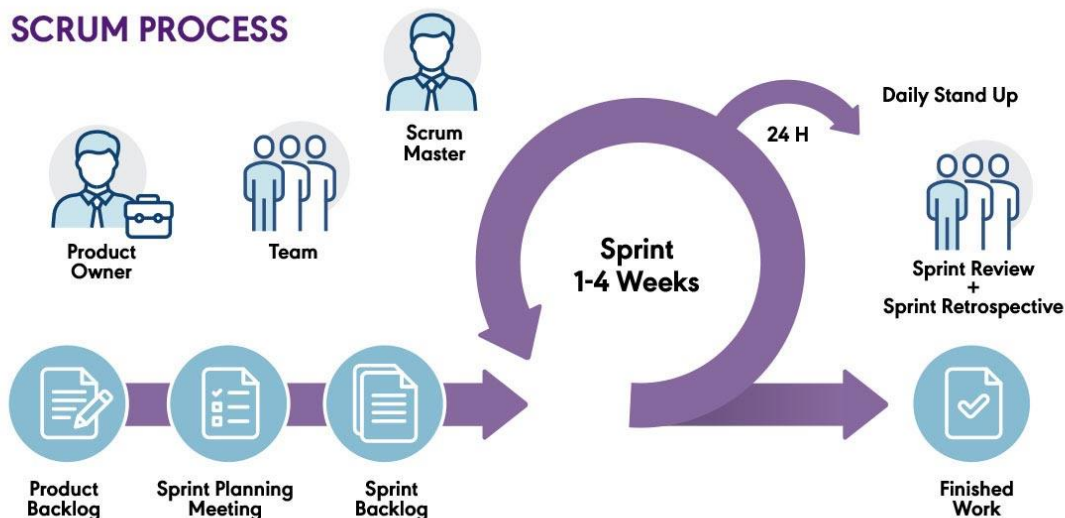 SCRUM PROCESS
Scrum
Master
Product
Owner
Team
Daily Stand Up
24 H
Sprint
1-4 Weeks
Sprint Review
+
Sprint Retrospective
Product
Backlog
Sprint Planning
Meeting
Sprint
Backlog
Finished
Work